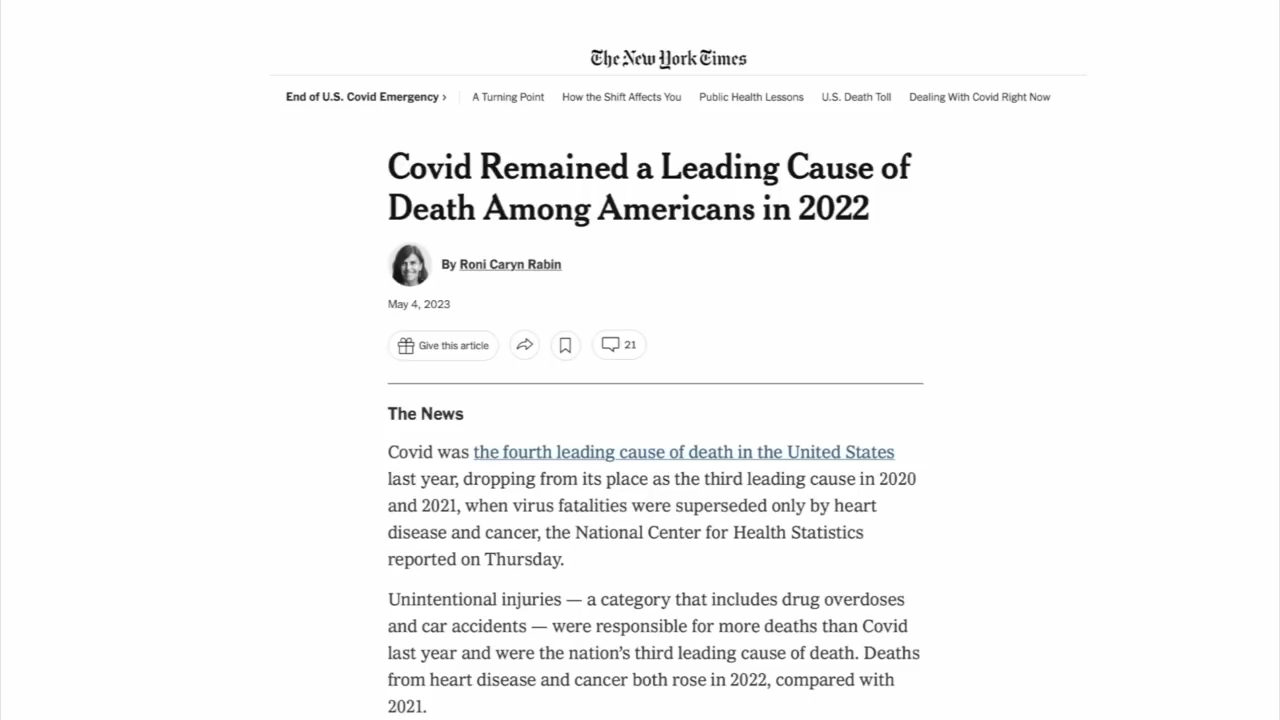 The New York Times
End of U.S. Covid Emergency › A Turning Point How the Shift Affects You Public Health Lessons U.S. Death Toll Dealing With Covid Right Now
Covid Remained a Leading Cause of
Death Among Americans in 2022
By Roni Caryn Rabin
May 4, 2023
Give this article 21
The News
Covid was the fourth leading cause of death in the United States
last year, dropping from its place as the third leading cause in 2020
and 2021, when virus fatalities were superseded only by heart
disease and cancer, the National Center for Health Statistics
reported on Thursday.
Unintentional injuries — a category that includes drug overdoses
and car accidents — were responsible for more deaths than Covid
last year and were the nation’s third leading cause of death. Deaths
from heart disease and cancer both rose in 2022, compared with
2021.